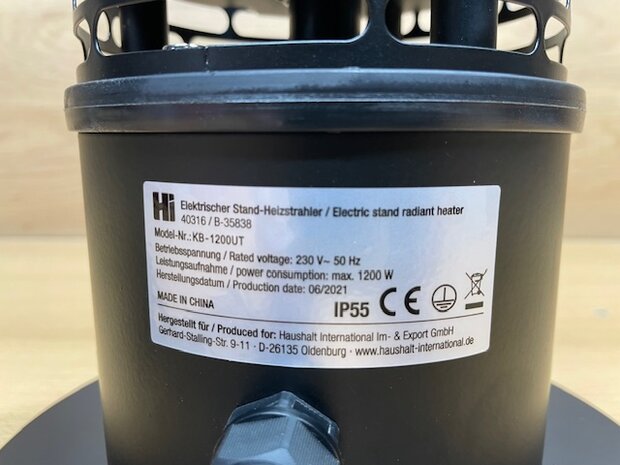 Hi Elektrischer Stand-Heizstrahler / Electric stand radiant heater
40316 / B-35838
Model-Nr.: KB-1200UT
Betriebsspannung / Rated voltage: 230 V~ 50 Hz
Leistungsaufnahme / power consumption: max. 1200 W
Herstellungsdatum / Production date: 06/2021
MADE IN CHINA
IP55 CE
Hergestellt für / Produced for: Haushalt International Im- & Export GmbH
Gerhard-Stalling-Str. 9-11 · D-26135 Oldenburg · www.haushalt-international.de